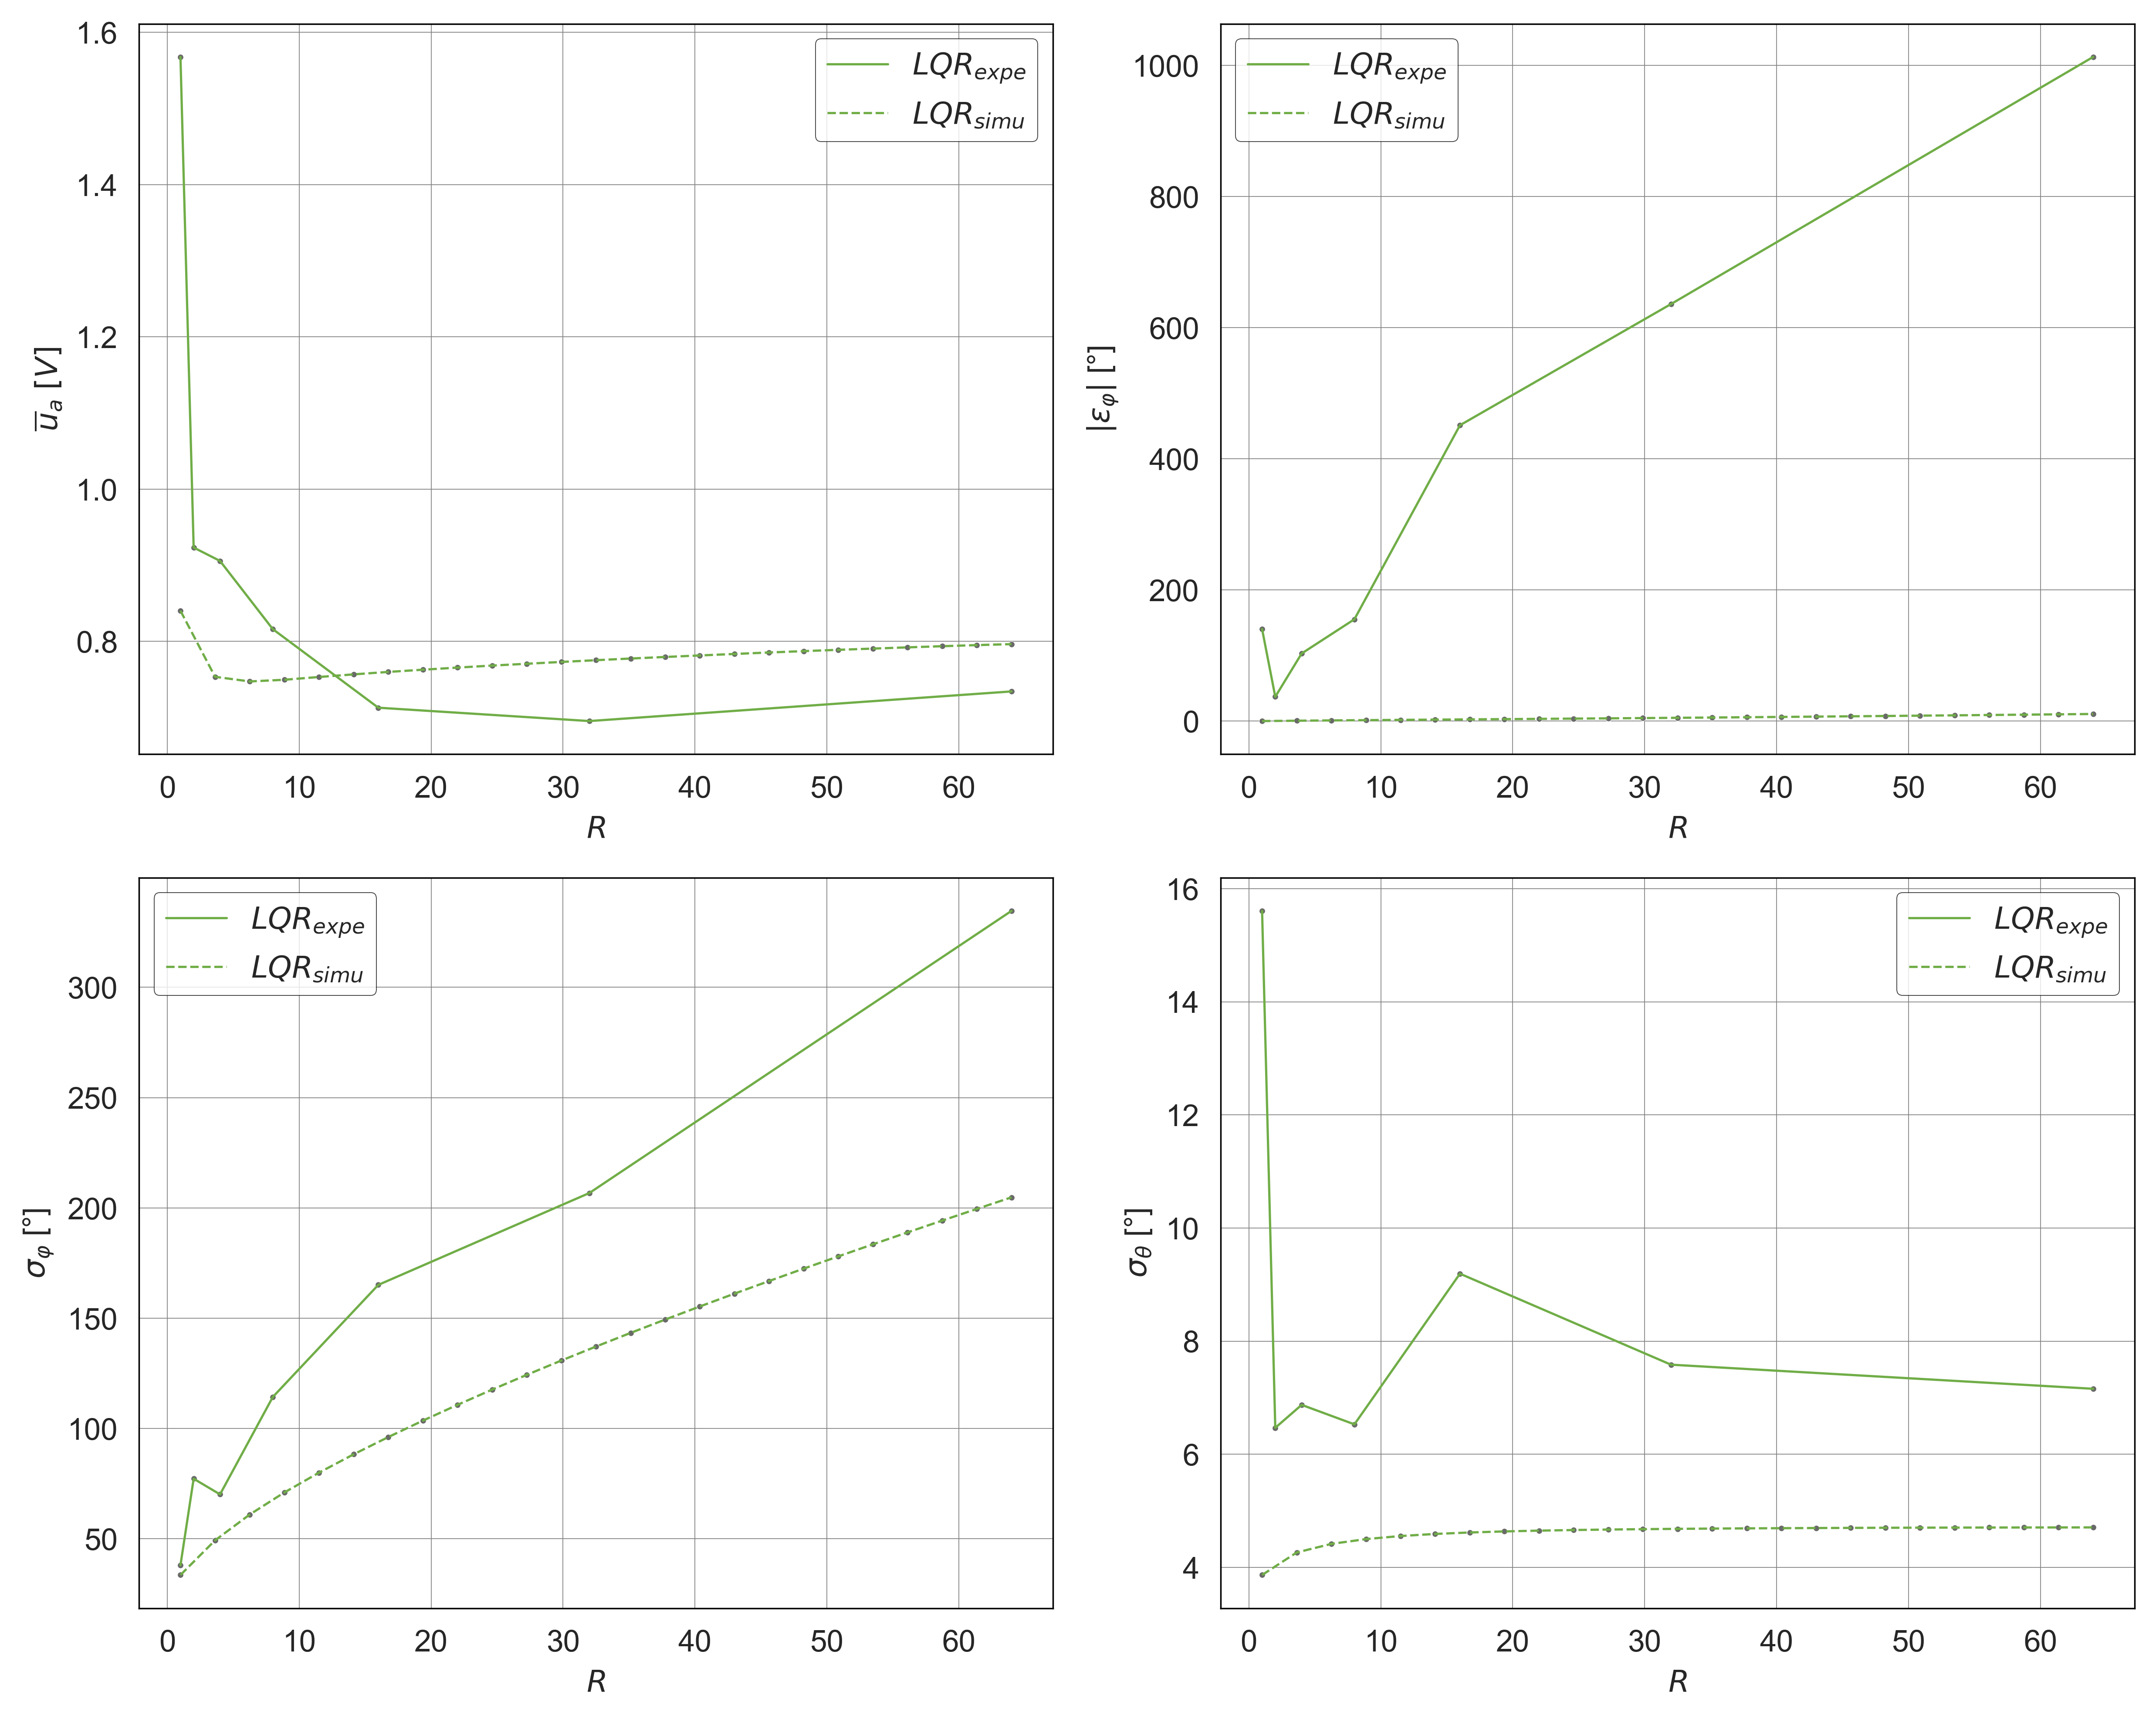 1.6
1.4
1.2
1.0
0.8
u̅ₐ [V]
LQR_expe
LQR_simu
0 10 20 30 40 50 60
R
1000
800
600
400
200
0
|ε_φ| [°]
LQR_expe
LQR_simu
0 10 20 30 40 50 60
R
300
250
200
150
100
50
σ_φ [°]
LQR_expe
LQR_simu
0 10 20 30 40 50 60
R
16
14
12
10
8
6
4
σ_θ [°]
LQR_expe
LQR_simu
0 10 20 30 40 50 60
R